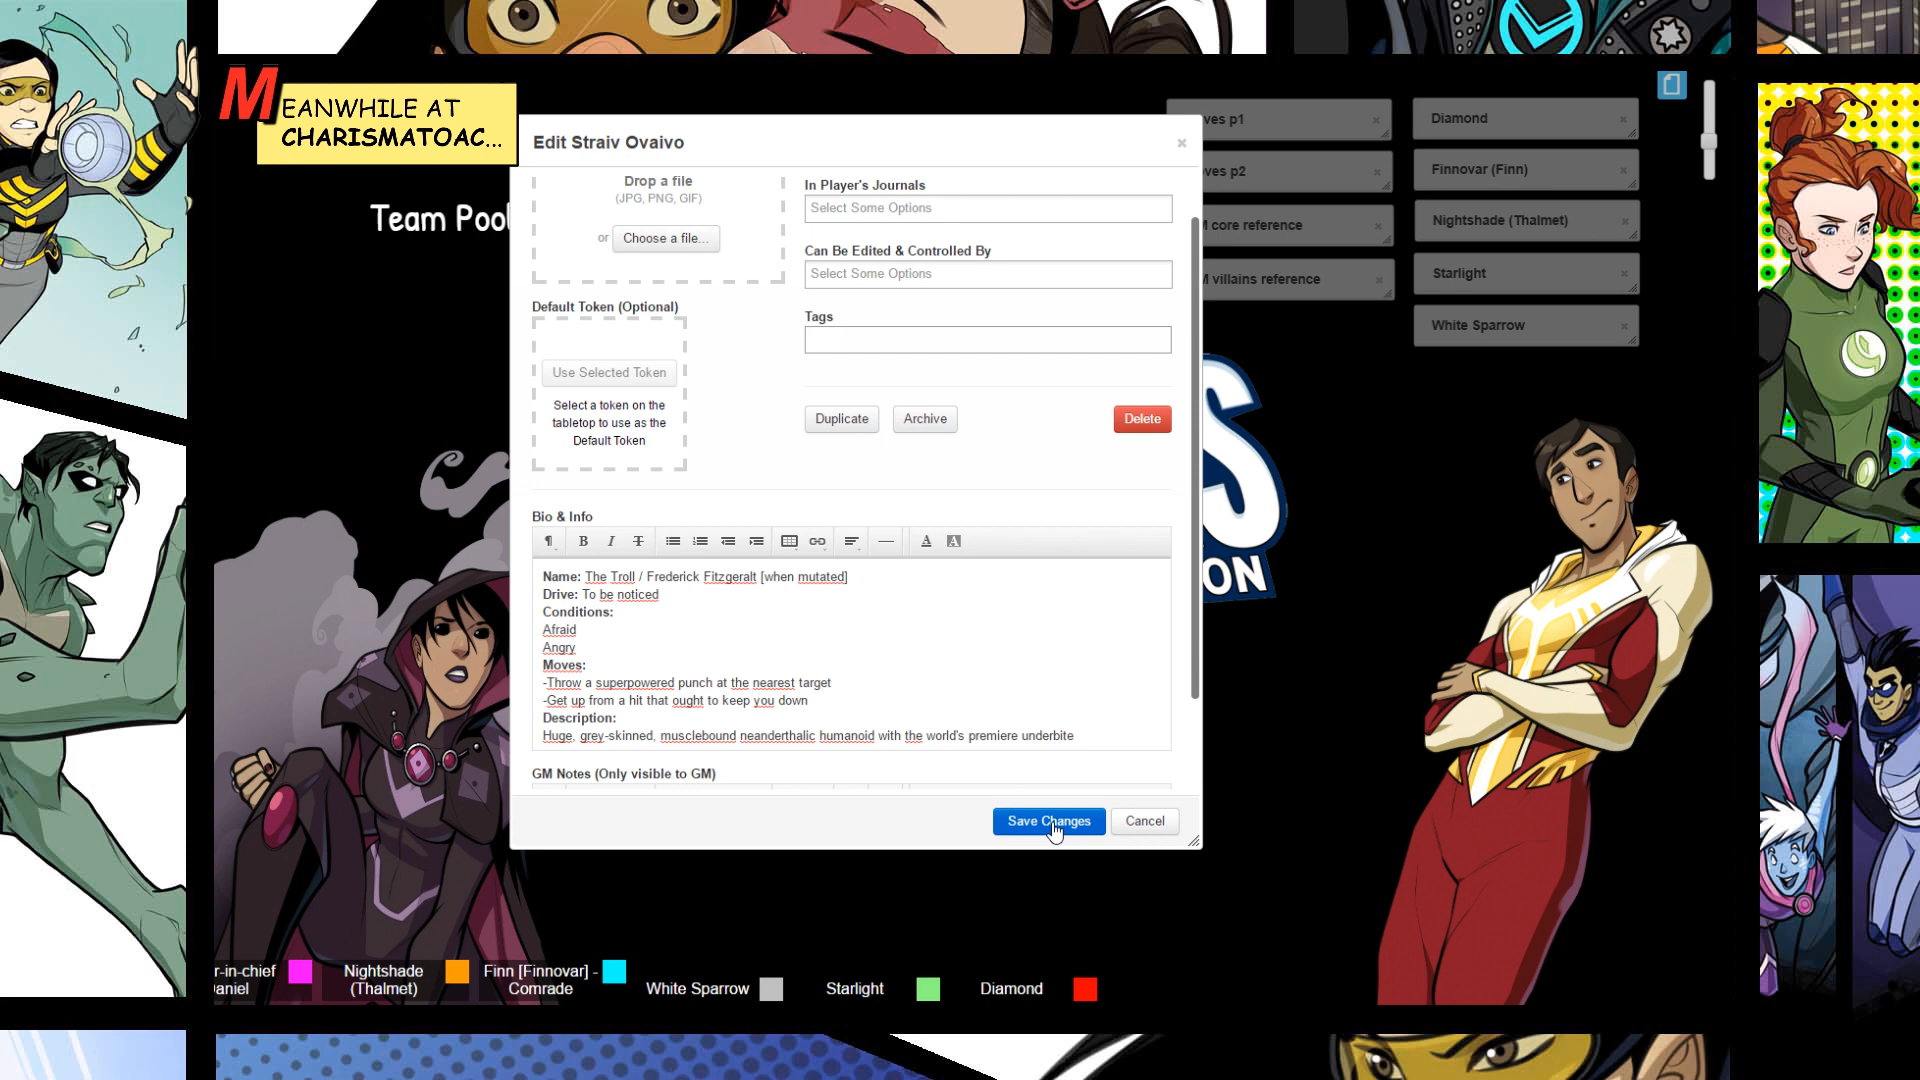 MEANWHILE AT
CHARISMATOAC...
Team Pool
Edit Straiv Ovaivo
×
Drop a file
(JPG, PNG, GIF)
or Choose a file...
Default Token (Optional)
Use Selected Token
Select a token on the
tabletop to use as the
Default Token
In Player's Journals
Select Some Options
Can Be Edited & Controlled By
Select Some Options
Tags
Duplicate
Archive
Delete
Bio & Info
Name: The Troll / Frederick Fitzgeralt [when mutated]
Drive: To be noticed
Conditions:
Afraid
Angry
Moves:
-Throw a superpowered punch at the nearest target
-Get up from a hit that ought to keep you down
Description:
Huge, grey-skinned, musclebound neanderthalic humanoid with the world's premiere underbite
GM Notes (Only visible to GM)
Save Changes
Cancel
ves p1
ves p2
M core reference
M villains reference
Diamond
Finnovar (Finn)
Nightshade (Thalmet)
Starlight
White Sparrow
S
ON
r-in-chief
aniel
Nightshade
(Thalmet)
Finn [Finnovar] -
Comrade
White Sparrow
Starlight
Diamond